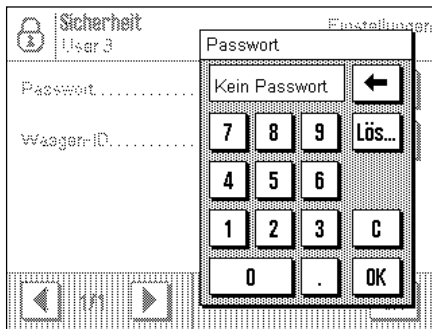 Sicherheit
User 3
Einstellungen
Passwort
Kein Passwort
Passwort.............
Waagen-ID...........
7 8 9 Lös...
4 5 6
1 2 3 C
0 . OK
1/1